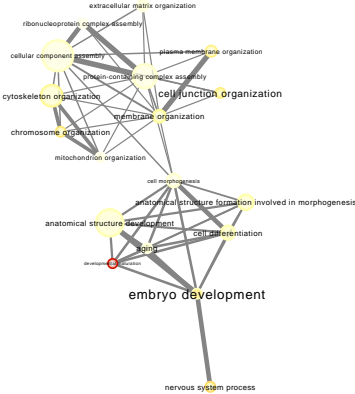 extracellular matrix organization
ribonucleoprotein complex assembly
plasma membrane organization
cellular component assembly
protein-containing complex assembly
cell junction organization
cytoskeleton organization
membrane organization
chromosome organization
mitochondrion organization
cell morphogenesis
anatomical structure formation involved in morphogenesis
anatomical structure development
cell differentiation
aging
developmental maturation
embryo development
nervous system process